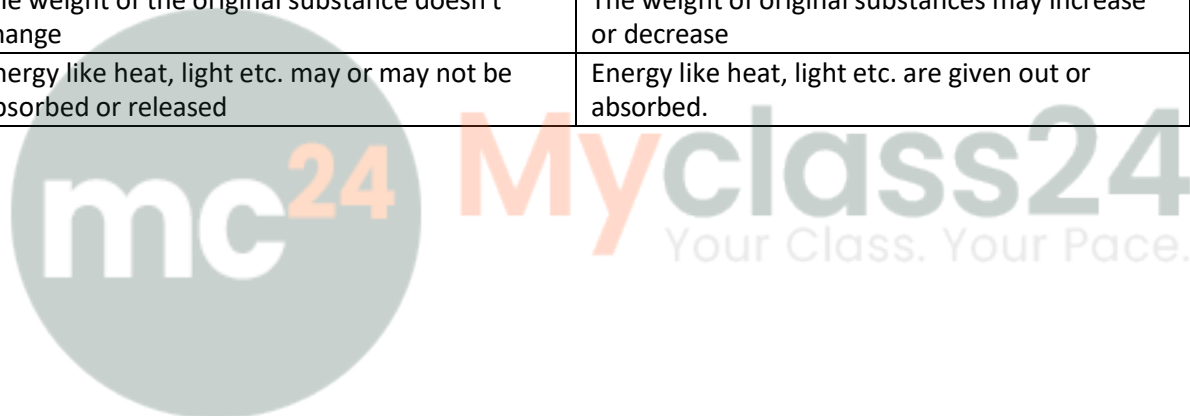 he weight of the original substance doesn't
The weight of original substances may increase
hange
or decrease
nergy like heat, light etc. may or may not be
Energy like heat, light etc. are given out or
bsorbed or released
absorbed.
mc24
Myclass24
Your Class. Your Pace.